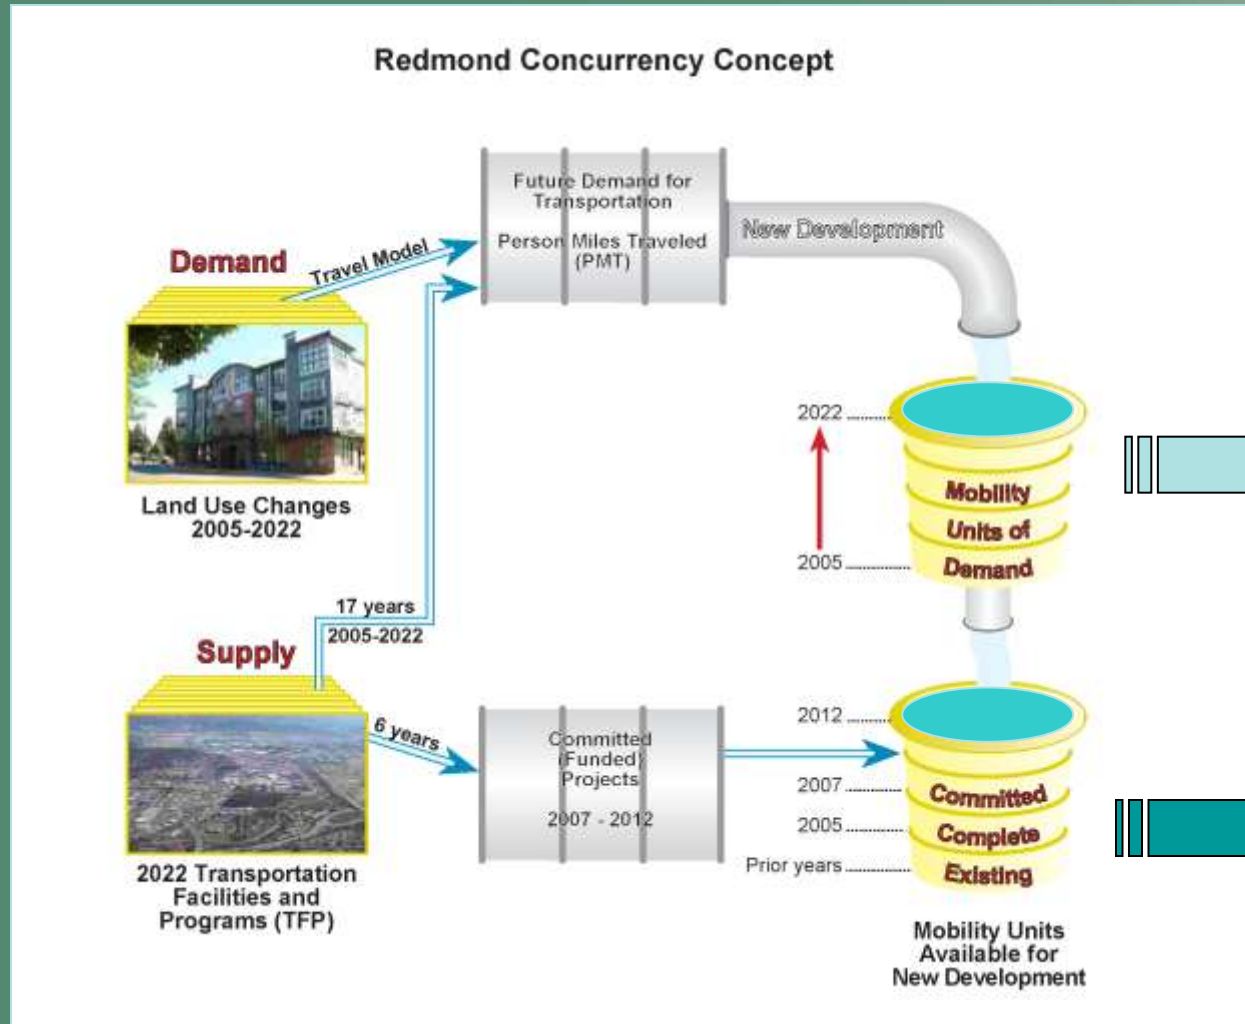 Redmond Concurrency Concept
Future Demand for
Transportation
Person Miles Traveled
(PMT)
New Development
Demand
Travel Model
Land Use Changes
2005-2022
2022
2005
Mobility
Units of
Demand
17 years
2005-2022
Supply
6 years
2022 Transportation
Facilities and
Programs (TFP)
Committed
(Funded)
Projects
2007 - 2012
2012
2007
2005
Prior years
Committed
Complete
Existing
Mobility Units
Available for
New Development